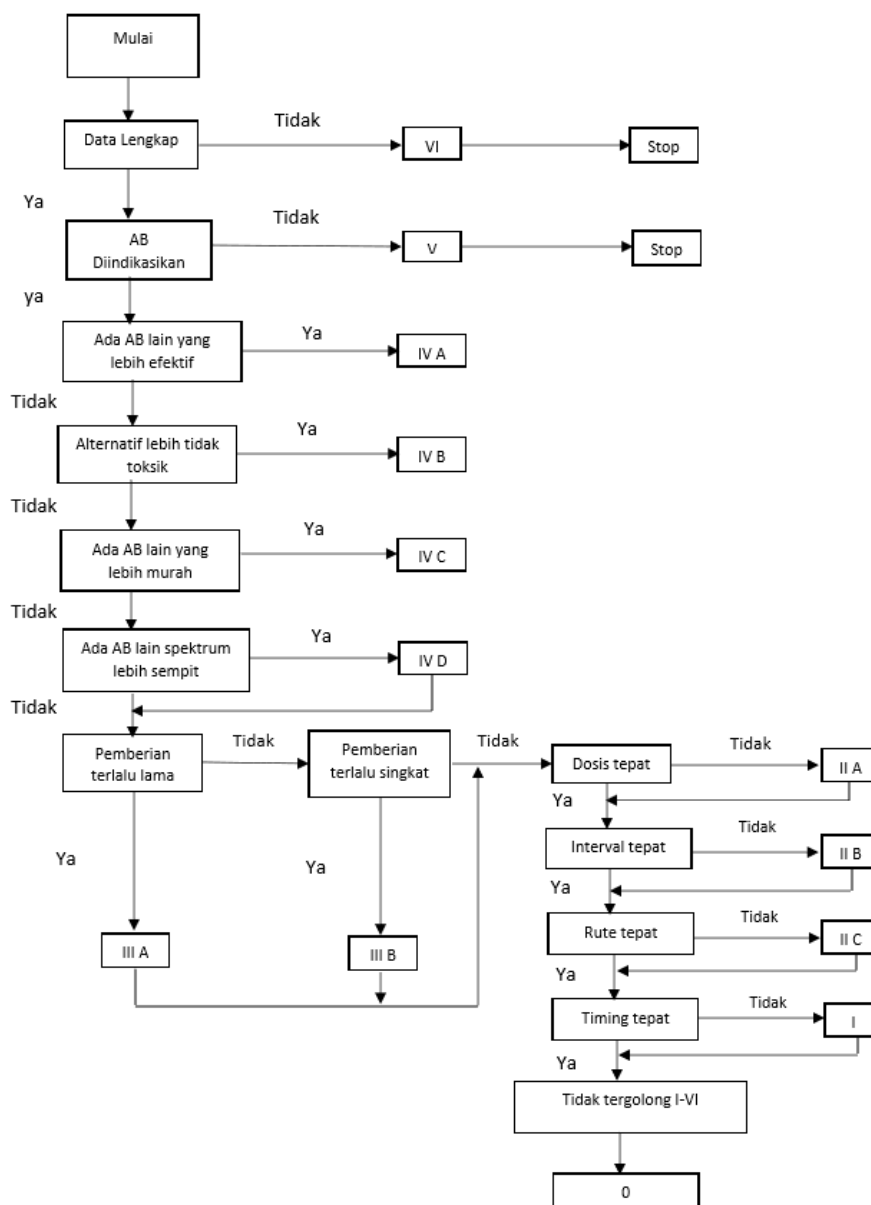 Mulai
Tidak
Data Lengkap
VI
Stop
Ya
Tidak
AB
Diindikasikan
V
Stop
ya
Ya
Ada AB lain yang
lebih efektif
IV A
Tidak
Ya
Alternatif lebih tidak
toksik
IV B
Tidak
Ya
Ada AB lain yang
lebih murah
IV C
Tidak
Ya
Ada AB lain spektrum
lebih sempit
IV D
Tidak
Pemberian
terlalu lama
Tidak
Pemberian
terlalu singkat
Tidak
Dosis tepat
Tidak
II A
Ya
Interval tepat
Tidak
II B
Ya
Ya
Ya
Rute tepat
Tidak
II C
III A
III B
Ya
Timing tepat
Tidak
I
Ya
Tidak tergolong I-VI
0